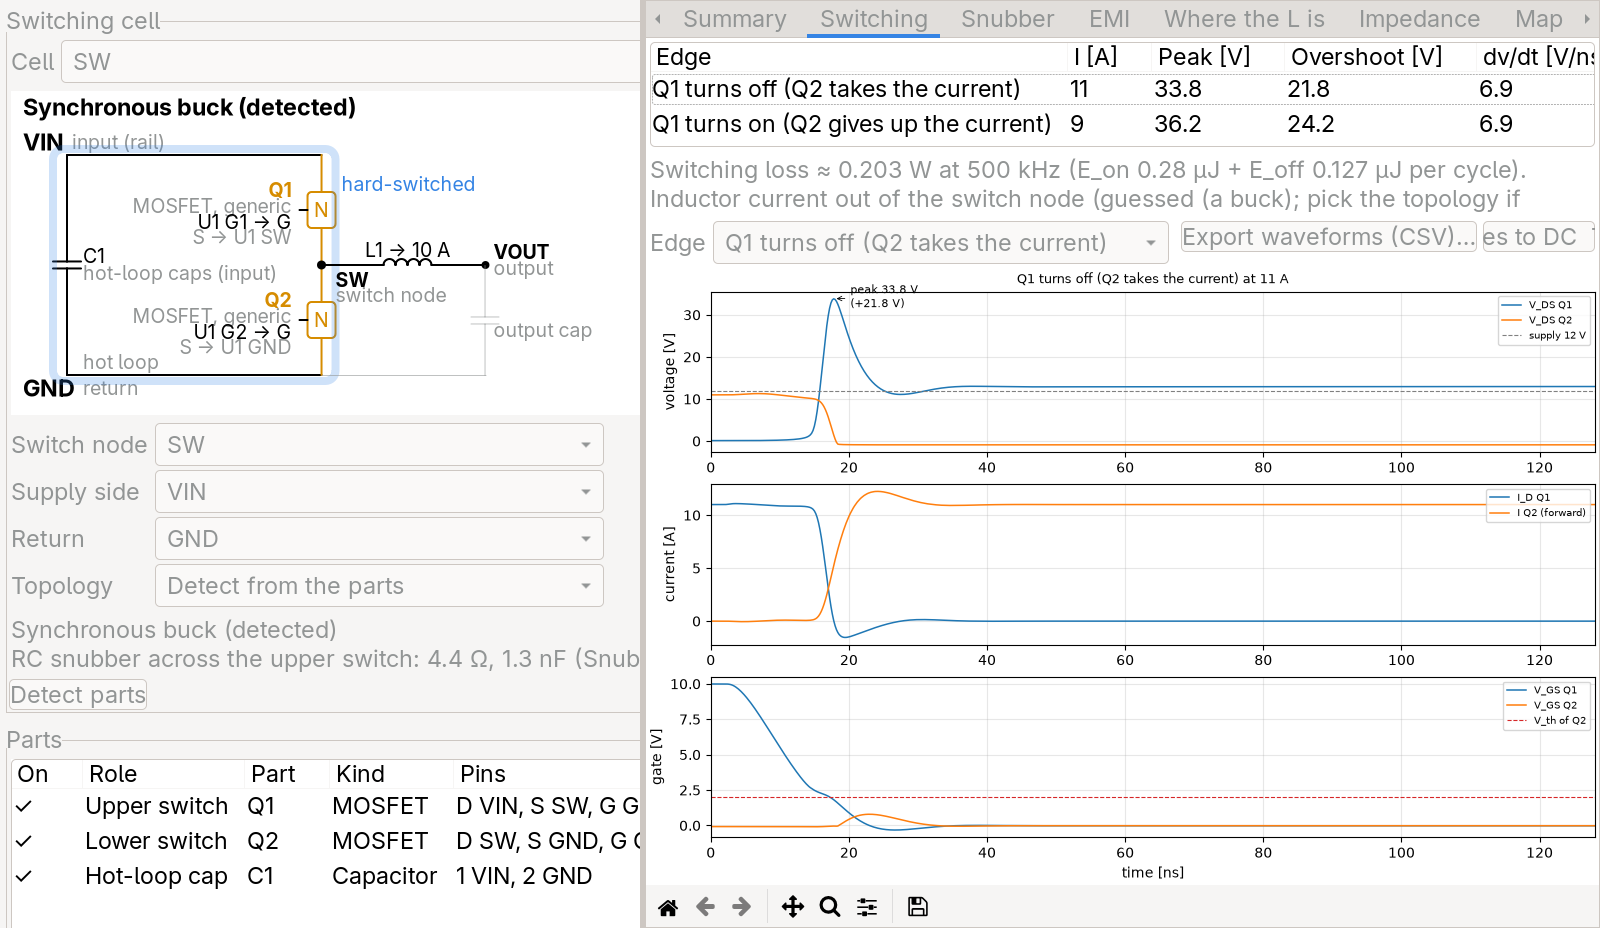 Switching cell
Cell SW
Synchronous buck (detected)
VIN input (rail)
Q1 hard-switched
MOSFET, generic
U1 G1 → G
S → U1 SW
N
C1
hot-loop caps (input)
L1 → 10 A
VOUT
output
SW
switch node
Q2
MOSFET, generic
U1 G2 → G
S → U1 GND
N
output cap
hot loop
GND return
Switch node SW
Supply side VIN
Return GND
Topology Detect from the parts
Synchronous buck (detected)
RC snubber across the upper switch: 4.4 Ω, 1.3 nF (Snub
Detect parts
Parts
On Role Part Kind Pins
✓ Upper switch Q1 MOSFET D VIN, S SW, G G
✓ Lower switch Q2 MOSFET D SW, S GND, G G
✓ Hot-loop cap C1 Capacitor 1 VIN, 2 GND
Summary Switching Snubber EMI Where the L is Impedance Map
Edge I [A] Peak [V] Overshoot [V] dv/dt [V/ns
Q1 turns off (Q2 takes the current) 11 33.8 21.8 6.9
Q1 turns on (Q2 gives up the current) 9 36.2 24.2 6.9
Switching loss ≈ 0.203 W at 500 kHz (E_on 0.28 µJ + E_off 0.127 µJ per cycle).
Inductor current out of the switch node (guessed (a buck); pick the topology if
Edge Q1 turns off (Q2 takes the current) Export waveforms (CSV)... es to DC
Q1 turns off (Q2 takes the current) at 11 A
peak 33.8 V
(+21.8 V)
V_DS Q1
V_DS Q2
supply 12 V
voltage [V]
30
20
10
0
0 20 40 60 80 100 120
I_D Q1
I Q2 (forward)
current [A]
10
5
0
0 20 40 60 80 100 120
V_GS Q1
V_GS Q2
V_th of Q2
gate [V]
10.0
7.5
5.0
2.5
0.0
0 20 40 60 80 100 120
time [ns]